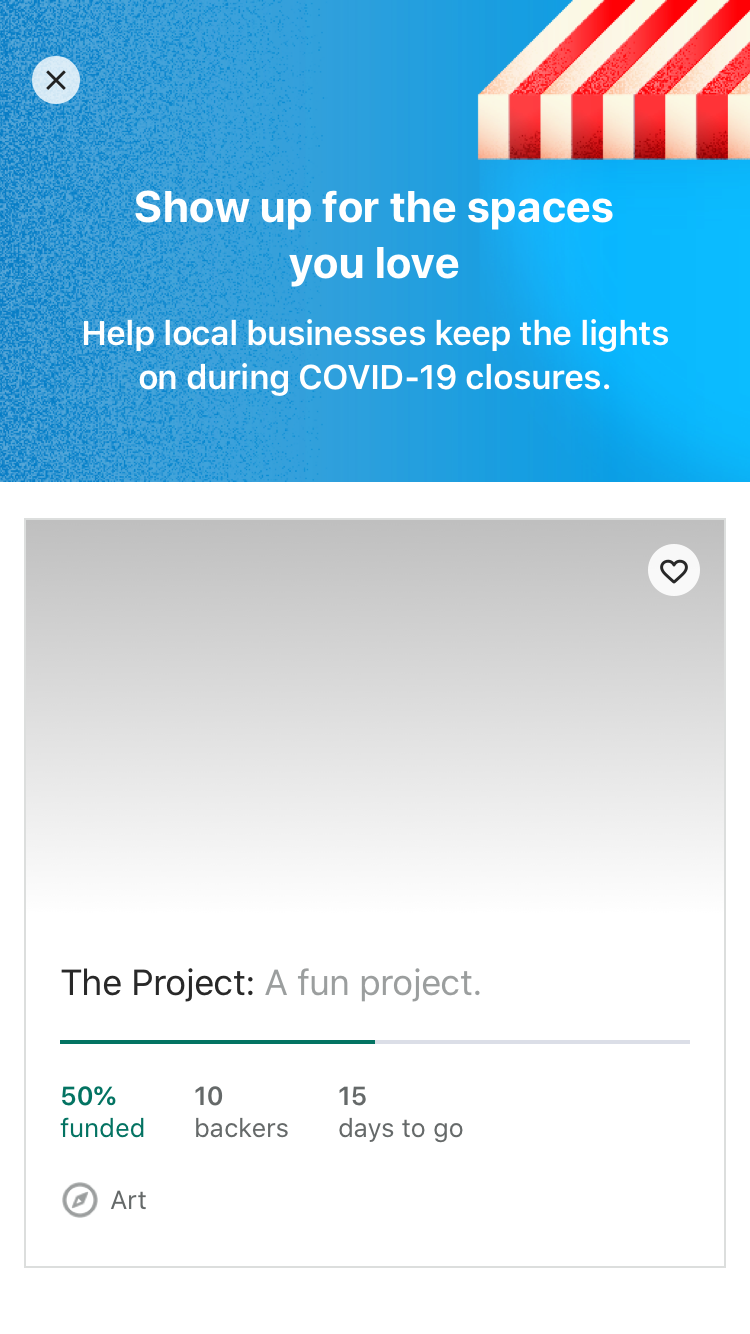 Show up for the spaces
you love
Help local businesses keep the lights
on during COVID-19 closures.
The Project: A fun project.
50% 10 15
funded backers days to go
Art